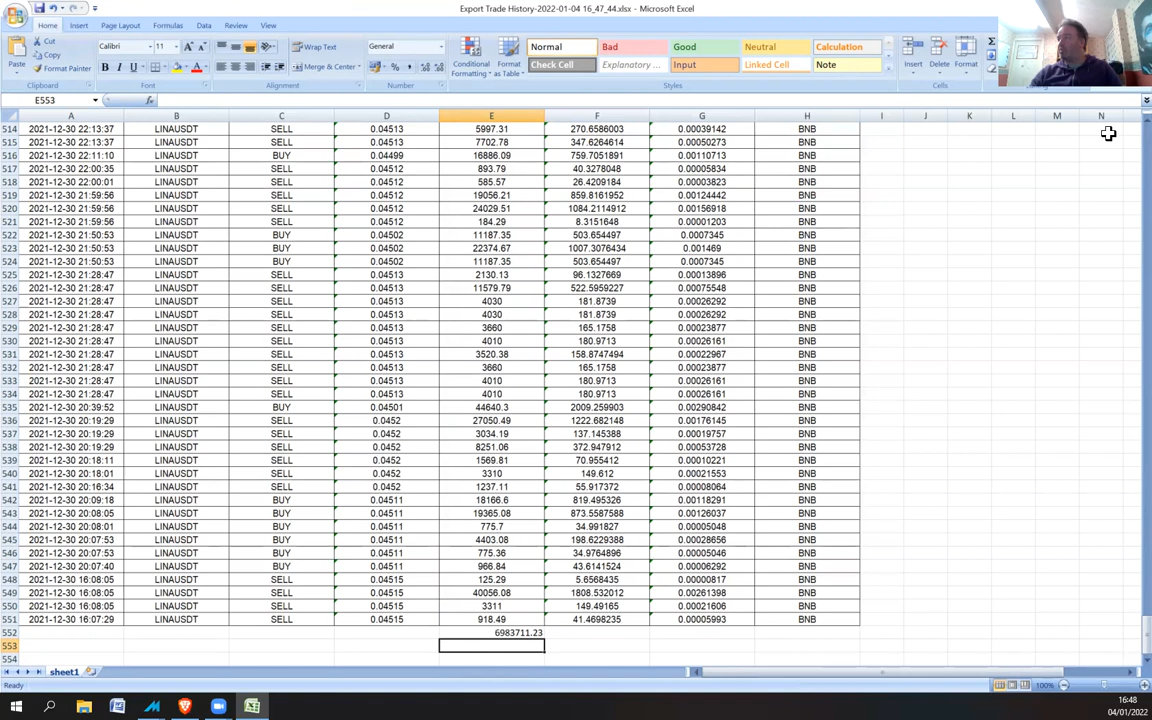 Export Trade History-2022-01-04 16_47_44.xlsx - Microsoft Excel
Home Insert Page Layout Formulas Data Review View
Cut
Copy
Format Painter
Paste
Clipboard
Calibri 11
B I U
Font
Wrap Text
Merge & Center
Alignment
General
Number
Conditional Formatting
Format as Table
Normal Bad Good Neutral Calculation
Check Cell Explanatory ... Input Linked Cell Note
Styles
Insert Delete Format
Cells
E553
A B C D E F G H I J K L M N
514 2021-12-30 22:13:37 LINAUSDT SELL 0.04513 5997.31 270.6586003 0.00039142 BNB
515 2021-12-30 22:13:37 LINAUSDT SELL 0.04513 7702.78 347.6264614 0.00050273 BNB
516 2021-12-30 22:11:10 LINAUSDT BUY 0.04499 16886.09 759.7051891 0.00110713 BNB
517 2021-12-30 22:00:35 LINAUSDT SELL 0.04512 893.79 40.3278048 0.00005834 BNB
518 2021-12-30 22:00:01 LINAUSDT SELL 0.04512 585.57 26.4209184 0.00003823 BNB
519 2021-12-30 21:59:56 LINAUSDT SELL 0.04512 19056.21 859.8161952 0.00124442 BNB
520 2021-12-30 21:59:56 LINAUSDT SELL 0.04512 24029.51 1084.2114912 0.00156918 BNB
521 2021-12-30 21:59:56 LINAUSDT SELL 0.04512 184.29 8.3151648 0.00001203 BNB
522 2021-12-30 21:50:53 LINAUSDT BUY 0.04502 11187.35 503.654497 0.0007345 BNB
523 2021-12-30 21:50:53 LINAUSDT BUY 0.04502 22374.67 1007.3076434 0.001469 BNB
524 2021-12-30 21:50:53 LINAUSDT BUY 0.04502 11187.35 503.654497 0.0007345 BNB
525 2021-12-30 21:28:47 LINAUSDT SELL 0.04513 2130.13 96.1327669 0.00013896 BNB
526 2021-12-30 21:28:47 LINAUSDT SELL 0.04513 11579.79 522.5959227 0.00075548 BNB
527 2021-12-30 21:28:47 LINAUSDT SELL 0.04513 4030 181.8739 0.00026292 BNB
528 2021-12-30 21:28:47 LINAUSDT SELL 0.04513 4030 181.8739 0.00026292 BNB
529 2021-12-30 21:28:47 LINAUSDT SELL 0.04513 3660 165.1758 0.00023877 BNB
530 2021-12-30 21:28:47 LINAUSDT SELL 0.04513 4010 180.9713 0.00026161 BNB
531 2021-12-30 21:28:47 LINAUSDT SELL 0.04513 3520.38 158.8747494 0.00022967 BNB
532 2021-12-30 21:28:47 LINAUSDT SELL 0.04513 3660 165.1758 0.00023877 BNB
533 2021-12-30 21:28:47 LINAUSDT SELL 0.04513 4010 180.9713 0.00026161 BNB
534 2021-12-30 21:28:47 LINAUSDT SELL 0.04513 4010 180.9713 0.00026161 BNB
535 2021-12-30 20:39:52 LINAUSDT BUY 0.04501 44640.3 2009.259903 0.00290842 BNB
536 2021-12-30 20:19:29 LINAUSDT SELL 0.0452 27050.49 1222.682148 0.00176145 BNB
537 2021-12-30 20:19:29 LINAUSDT SELL 0.0452 3034.19 137.145388 0.00019757 BNB
538 2021-12-30 20:19:29 LINAUSDT SELL 0.0452 8251.06 372.947912 0.00053728 BNB
539 2021-12-30 20:18:11 LINAUSDT SELL 0.0452 1569.81 70.955412 0.00010221 BNB
540 2021-12-30 20:18:01 LINAUSDT SELL 0.0452 3310 149.612 0.00021553 BNB
541 2021-12-30 20:16:34 LINAUSDT SELL 0.0452 1237.11 55.917372 0.00008064 BNB
542 2021-12-30 20:09:18 LINAUSDT BUY 0.04511 18166.6 819.495326 0.00118291 BNB
543 2021-12-30 20:08:05 LINAUSDT BUY 0.04511 19365.08 873.5587588 0.00126037 BNB
544 2021-12-30 20:08:01 LINAUSDT BUY 0.04511 775.7 34.991827 0.00005048 BNB
545 2021-12-30 20:07:53 LINAUSDT BUY 0.04511 4403.08 198.6229388 0.00028656 BNB
546 2021-12-30 20:07:53 LINAUSDT BUY 0.04511 775.36 34.9764896 0.00005046 BNB
547 2021-12-30 20:07:40 LINAUSDT BUY 0.04511 966.84 43.6141524 0.00006292 BNB
548 2021-12-30 16:08:05 LINAUSDT SELL 0.04515 125.29 5.6568435 0.00000817 BNB
549 2021-12-30 16:08:05 LINAUSDT SELL 0.04515 40056.08 1808.532012 0.00261398 BNB
550 2021-12-30 16:08:05 LINAUSDT SELL 0.04515 3311 149.49165 0.00021606 BNB
551 2021-12-30 16:07:29 LINAUSDT SELL 0.04515 918.49 41.4698235 0.00005993 BNB
552 6983711.23
553
554
sheet1
Ready
100%
16:48
04/01/2022